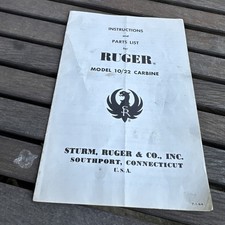 INSTRUCTIONS
and
PARTS LIST
for
RUGER
MODEL 10/22 CARBINE
R
STURM, RUGER & CO., INC.
SOUTHPORT, CONNECTICUT
U.S.A.